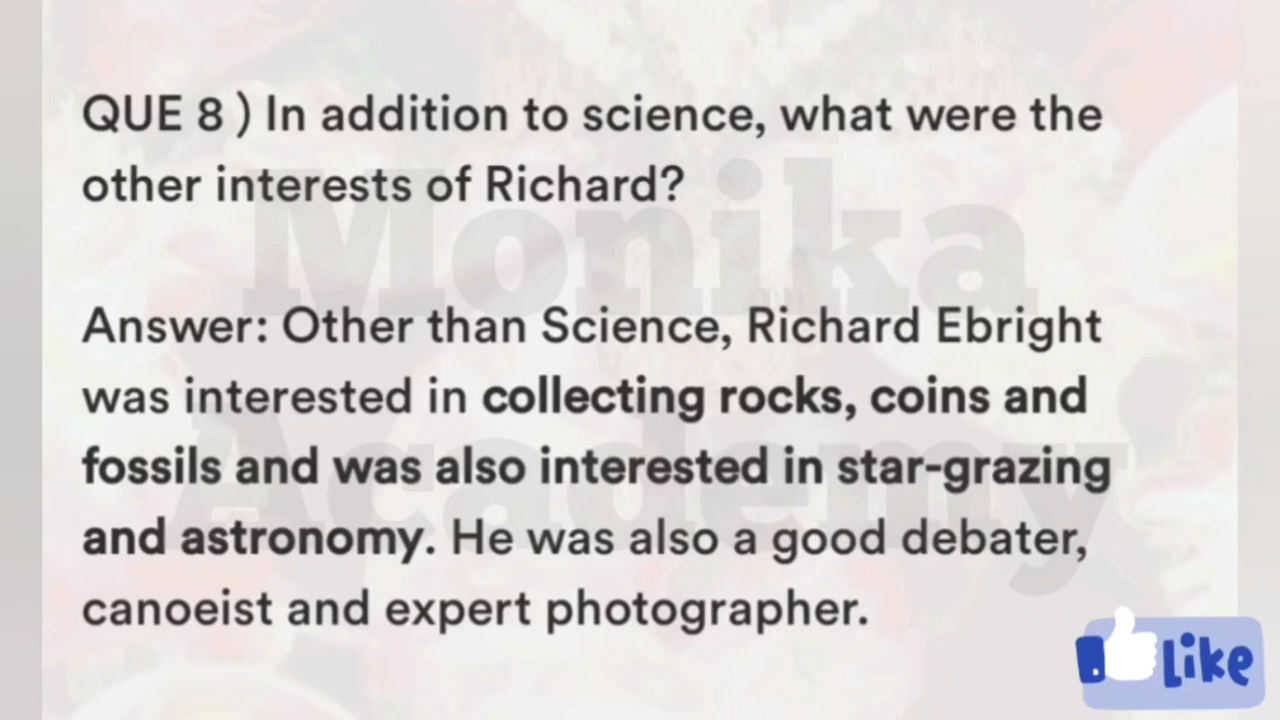 QUE 8 ) In addition to science, what were the
other interests of Richard?
Monika
Answer: Other than Science, Richard Ebright
was interested in collecting rocks, coins and
fossils and was also interested in star-grazing
Academy
and astronomy. He was also a good debater,
canoeist and expert photographer.
Like